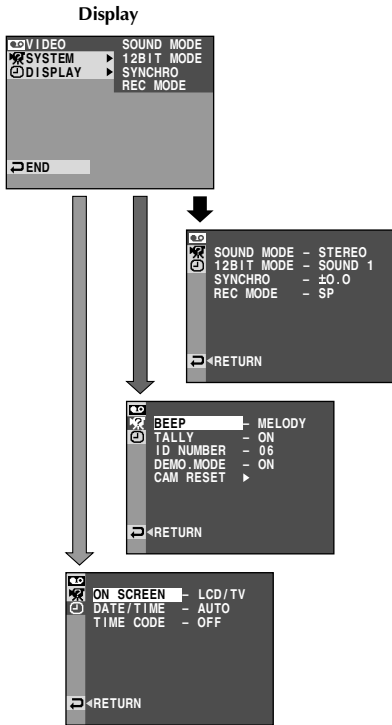 Display
VIDEO SOUND MODE
SYSTEM ▶ 12BIT MODE
DISPLAY ▶ SYNCHRO
REC MODE
END
SOUND MODE – STEREO
12BIT MODE – SOUND 1
SYNCHRO – ±0.0
REC MODE – SP
◀RETURN
BEEP – MELODY
TALLY – ON
ID NUMBER – 06
DEMO.MODE – ON
CAM RESET ▶
◀RETURN
ON SCREEN – LCD/TV
DATE/TIME – AUTO
TIME CODE – OFF
◀RETURN